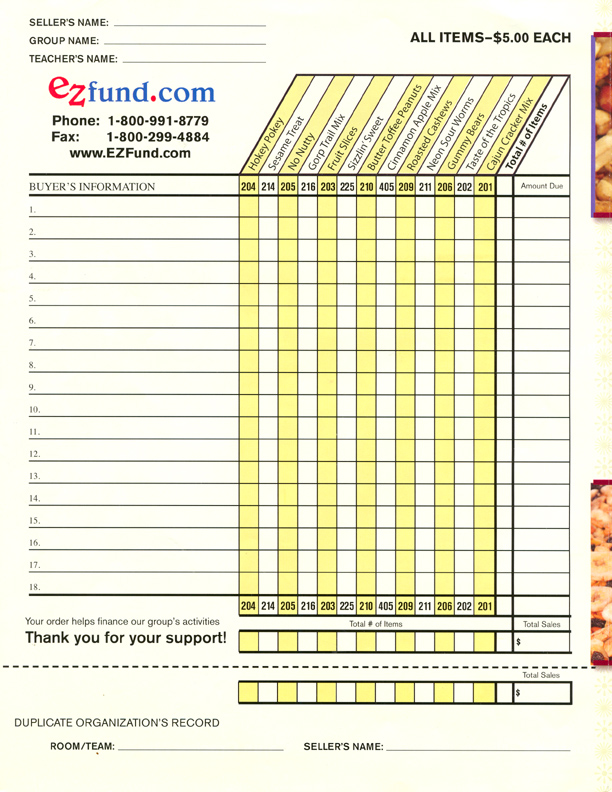 SELLER'S NAME:
GROUP NAME:
TEACHER'S NAME:
ALL ITEMS–$5.00 EACH
ezfund.com
Phone: 1-800-991-8779
Fax: 1-800-299-4884
www.EZFund.com
Hokey Pokey
Sesame Treat
No Nutty
Gorp Trail Mix
Fruit Slices
Sizzlin' Sweet
Butter Toffee Peanuts
Cinnamon Apple Mix
Roasted Cashews
Neon Sour Worms
Gummy Bears
Taste of the Tropics
Cajun Cracker Mix
Total # of Items
BUYER'S INFORMATION 204 214 205 216 203 225 210 405 209 211 206 202 201 Amount Due
1.
2.
3.
4.
5.
6.
7.
8.
9.
10.
11.
12.
13.
14.
15.
16.
17.
18.
204 214 205 216 203 225 210 405 209 211 206 202 201
Your order helps finance our group's activities
Thank you for your support!
Total # of Items Total Sales
$
Total Sales
$
DUPLICATE ORGANIZATION'S RECORD
ROOM/TEAM: SELLER'S NAME: